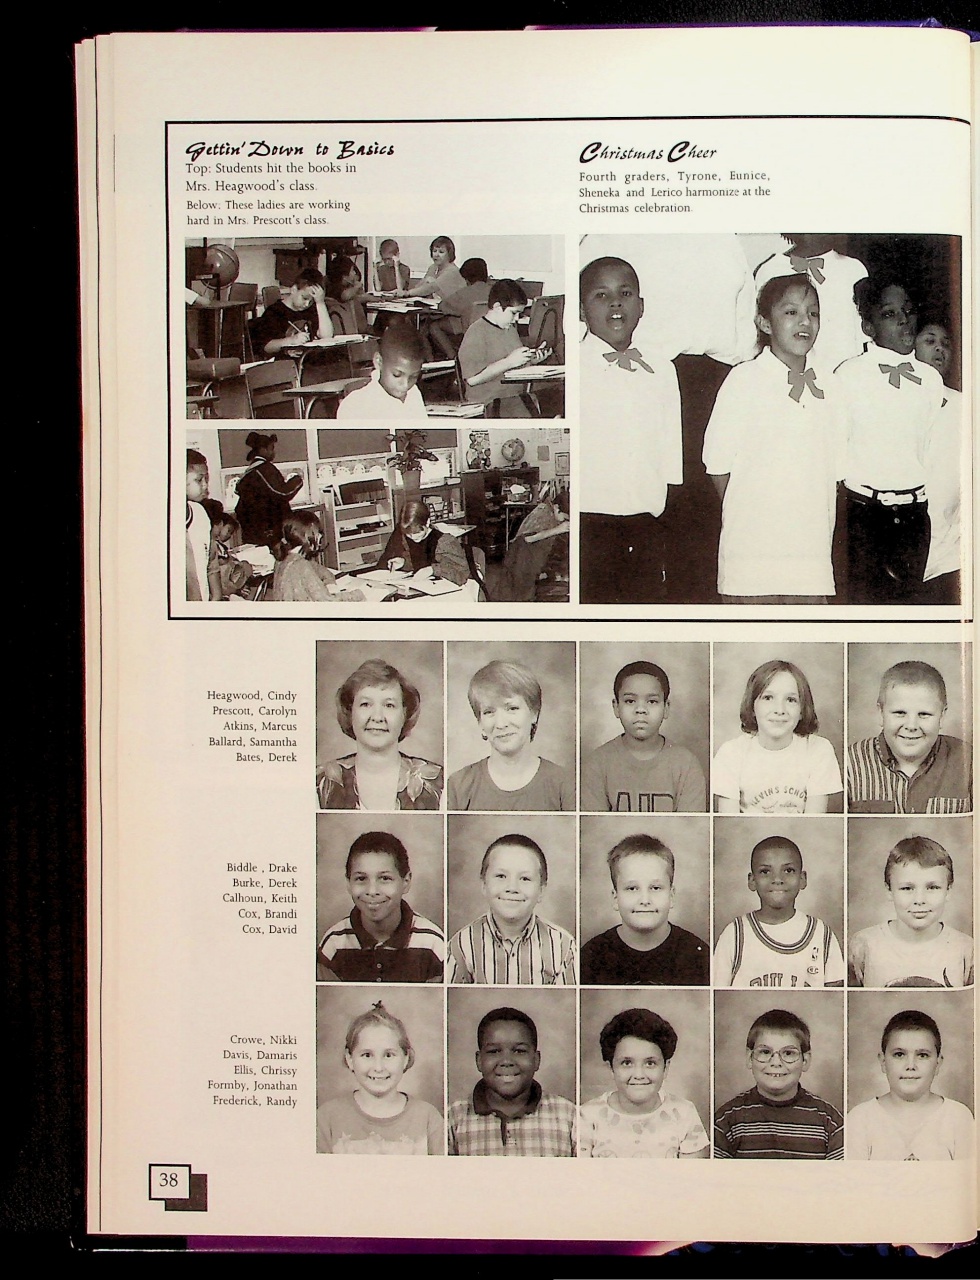 Gettin' Down to Basics
Top: Students hit the books in
Mrs. Heagwood's class.
Below: These ladies are working
hard in Mrs. Prescott's class.
Christmas Cheer
Fourth graders, Tyrone, Eunice,
Sheneka and Lerico harmonize at the
Christmas celebration.
Heagwood, Cindy
Prescott, Carolyn
Atkins, Marcus
Ballard, Samantha
Bates, Derek
Biddle , Drake
Burke, Derek
Calhoun, Keith
Cox, Brandi
Cox, David
Crowe, Nikki
Davis, Damaris
Ellis, Chrissy
Formby, Jonathan
Frederick, Randy
38